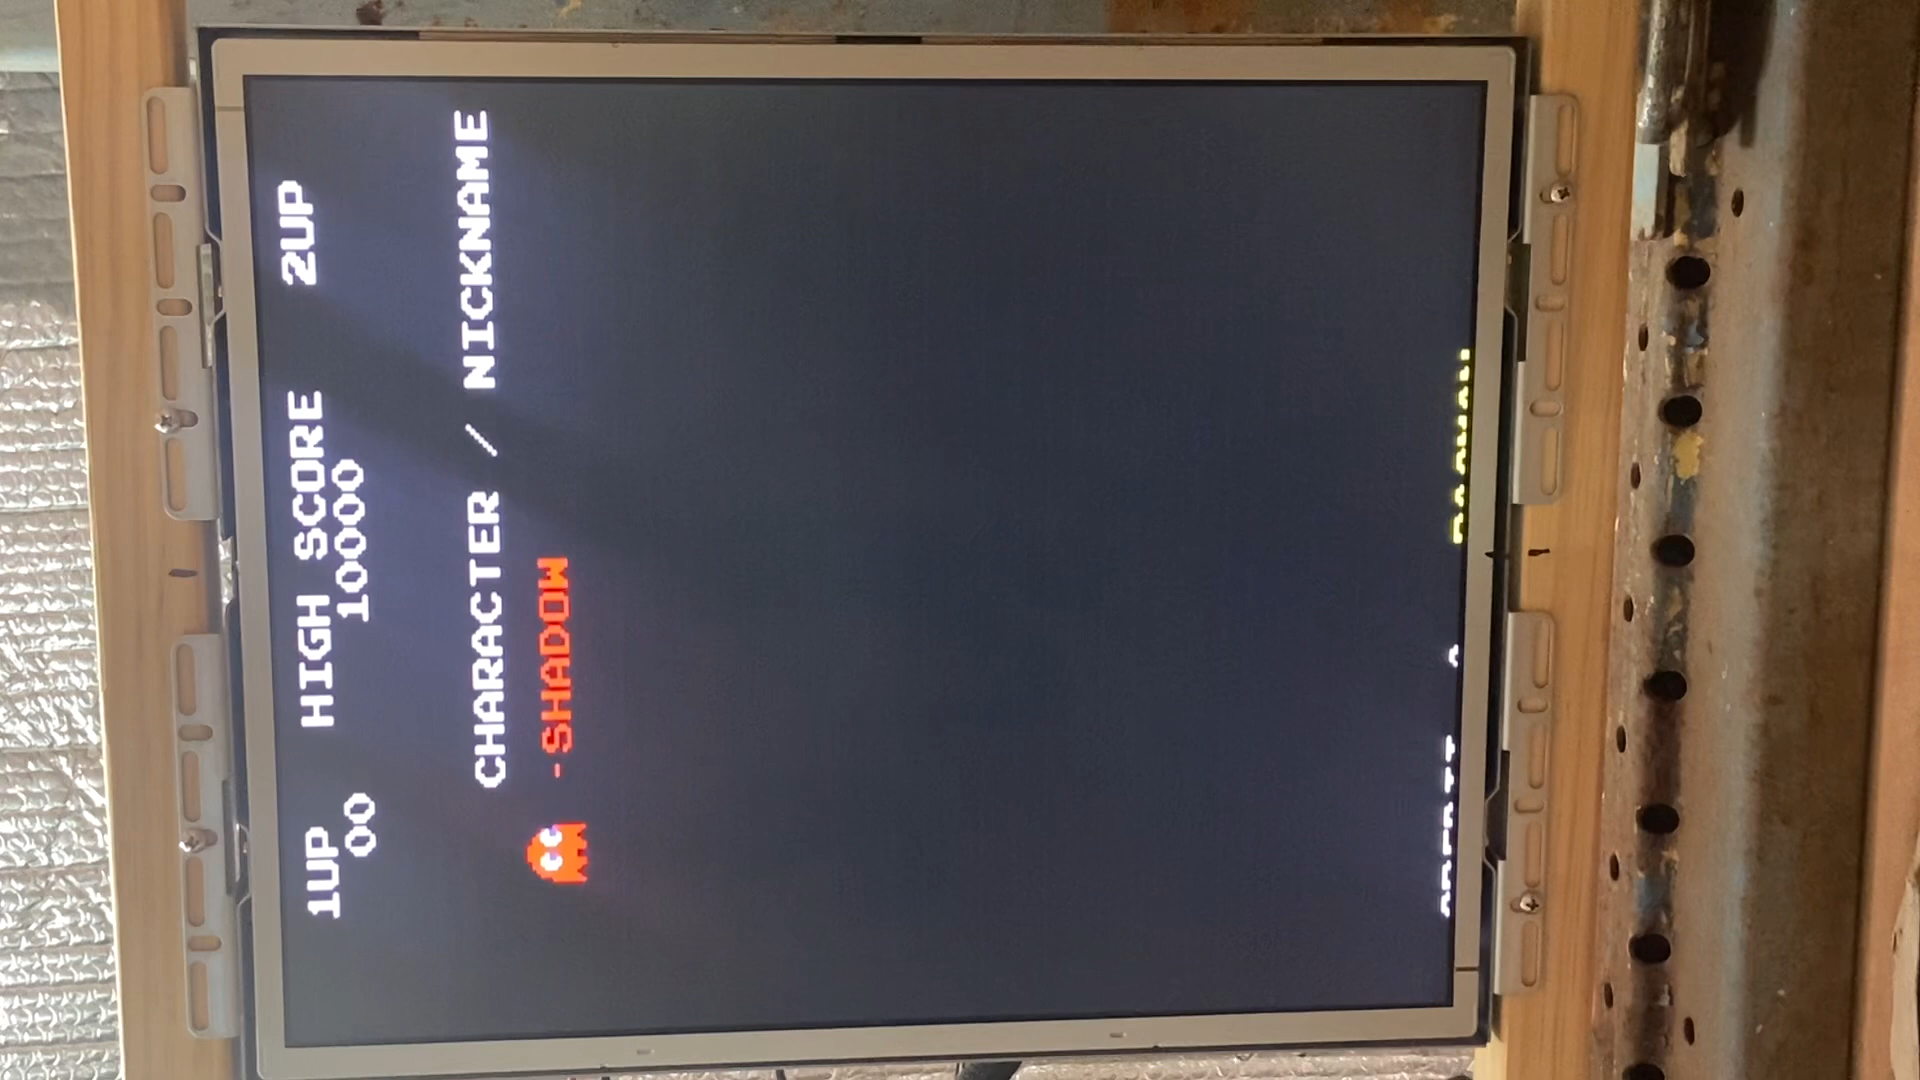 1UP HIGH SCORE 2UP
00 10000
CHARACTER / NICKNAME
-SHADOW